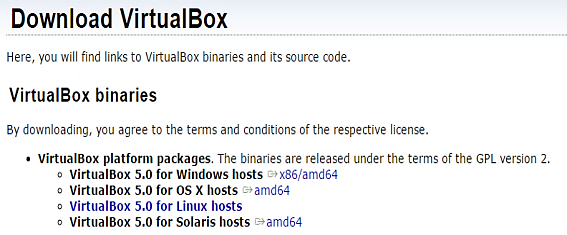 Download VirtualBox
Here, you will find links to VirtualBox binaries and its source code.
VirtualBox binaries
By downloading, you agree to the terms and conditions of the respective license.
• VirtualBox platform packages. The binaries are released under the terms of the GPL version 2.
○ VirtualBox 5.0 for Windows hosts x86/amd64
○ VirtualBox 5.0 for OS X hosts amd64
○ VirtualBox 5.0 for Linux hosts
○ VirtualBox 5.0 for Solaris hosts amd64